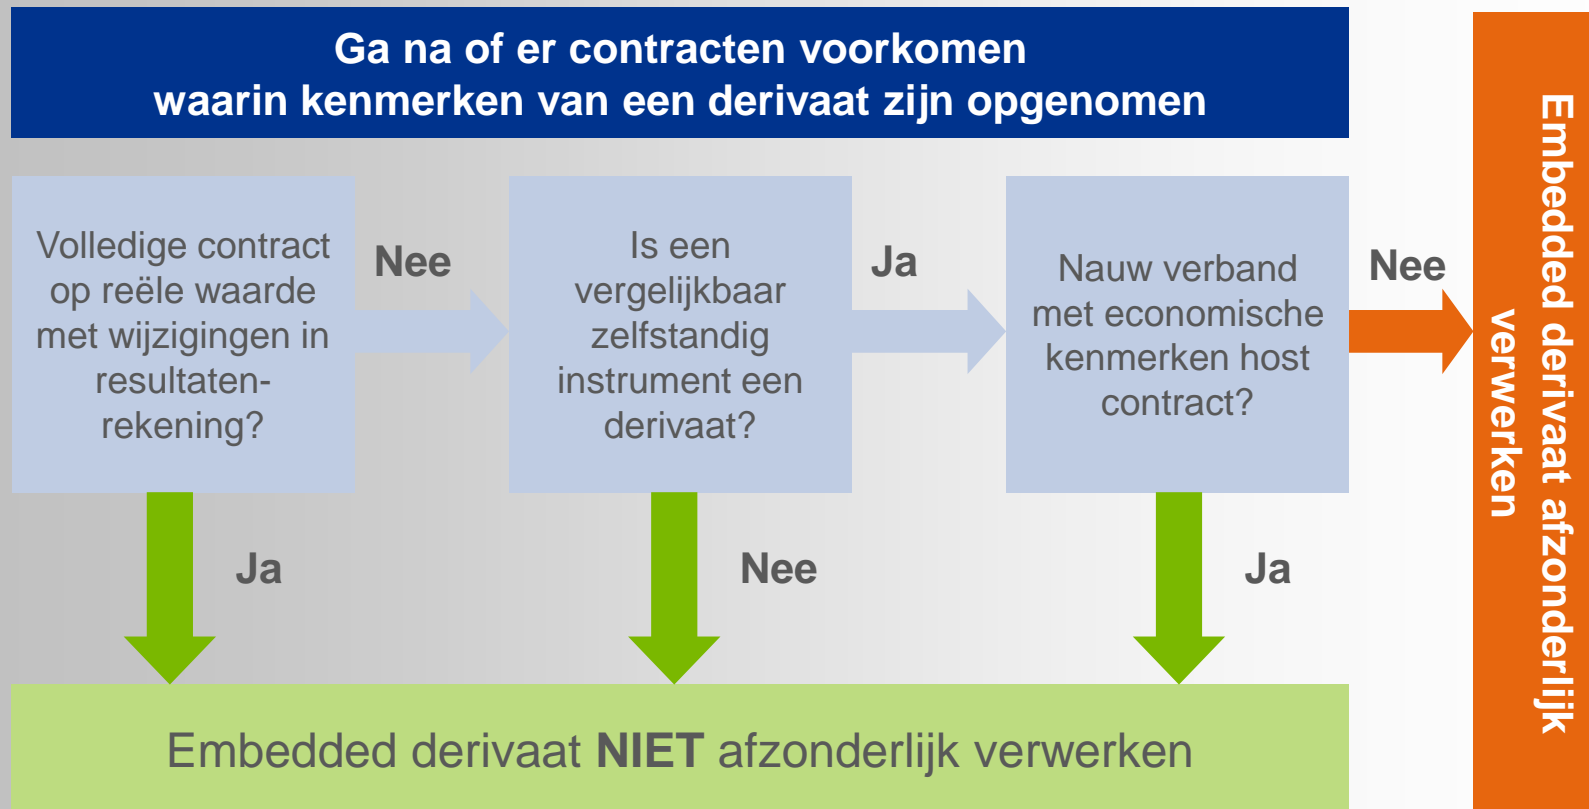 Ga na of er contracten voorkomen
waarin kenmerken van een derivaat zijn opgenomen
Volledige contract
op reële waarde
met wijzigingen in
resultaten-
rekening?
Nee
Is een
vergelijkbaar
zelfstandig
instrument een
derivaat?
Ja
Nauw verband
met economische
kenmerken host
contract?
Nee
Embedded derivaat afzonderlijk
verwerken
Ja
Nee
Ja
Embedded derivaat NIET afzonderlijk verwerken